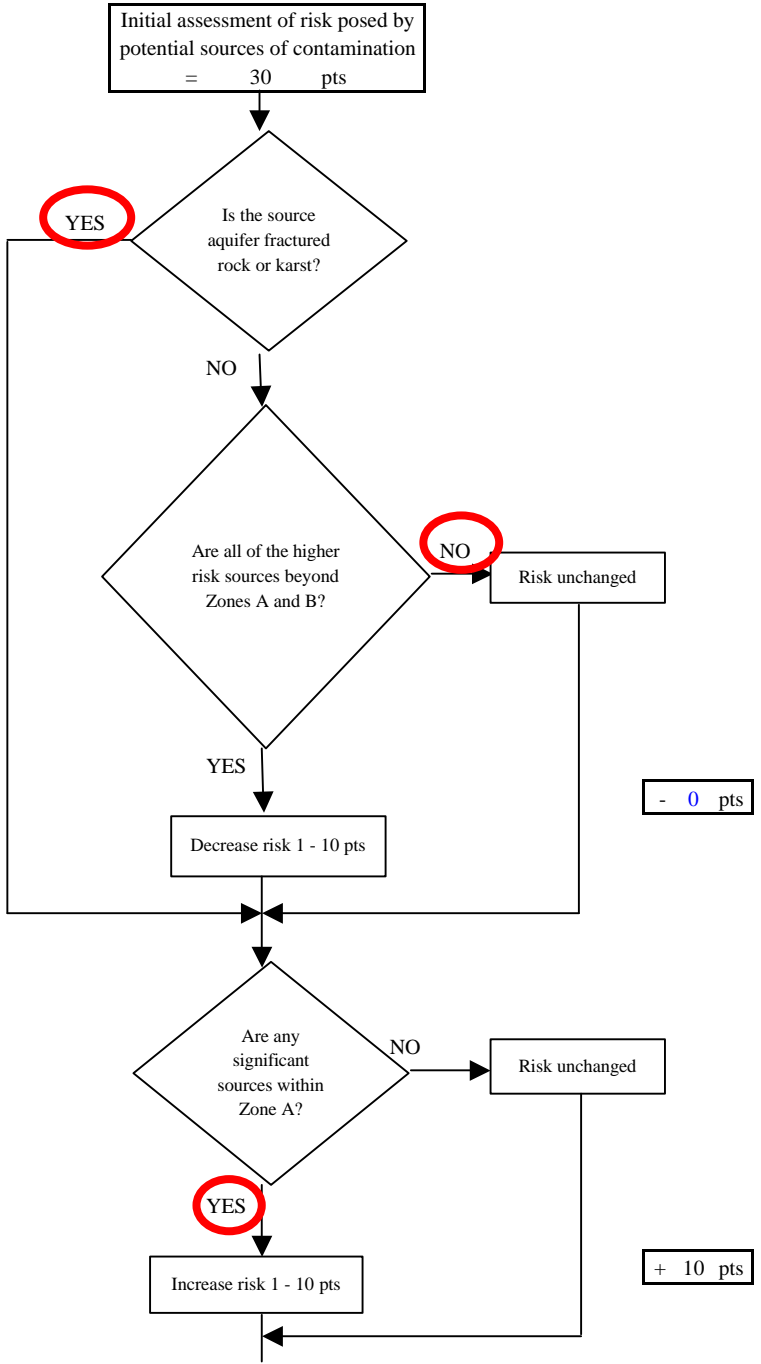 Initial assessment of risk posed by
potential sources of contamination
= 30 pts
YES
Is the source
aquifer fractured
rock or karst?
NO
Are all of the higher
risk sources beyond
Zones A and B?
NO
Risk unchanged
YES
- 0 pts
Decrease risk 1 - 10 pts
Are any
significant
sources within
Zone A?
NO
Risk unchanged
YES
Increase risk 1 - 10 pts
+ 10 pts